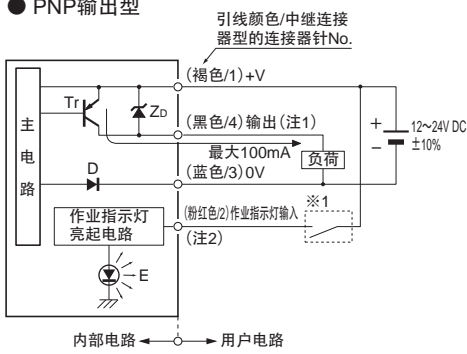 ● PNP输出型
引线颜色/中继连接
器型的连接器针No.
(褐色/1)+V
Tr
ZD
主电路
(黑色/4)输出(注1)
最大100mA
负荷
+
−
12~24V DC
±10%
D
(蓝色/3)0V
作业指示灯
亮起电路
(粉红色/2)作业指示灯输入
(注2)
※1
E
内部电路
用户电路